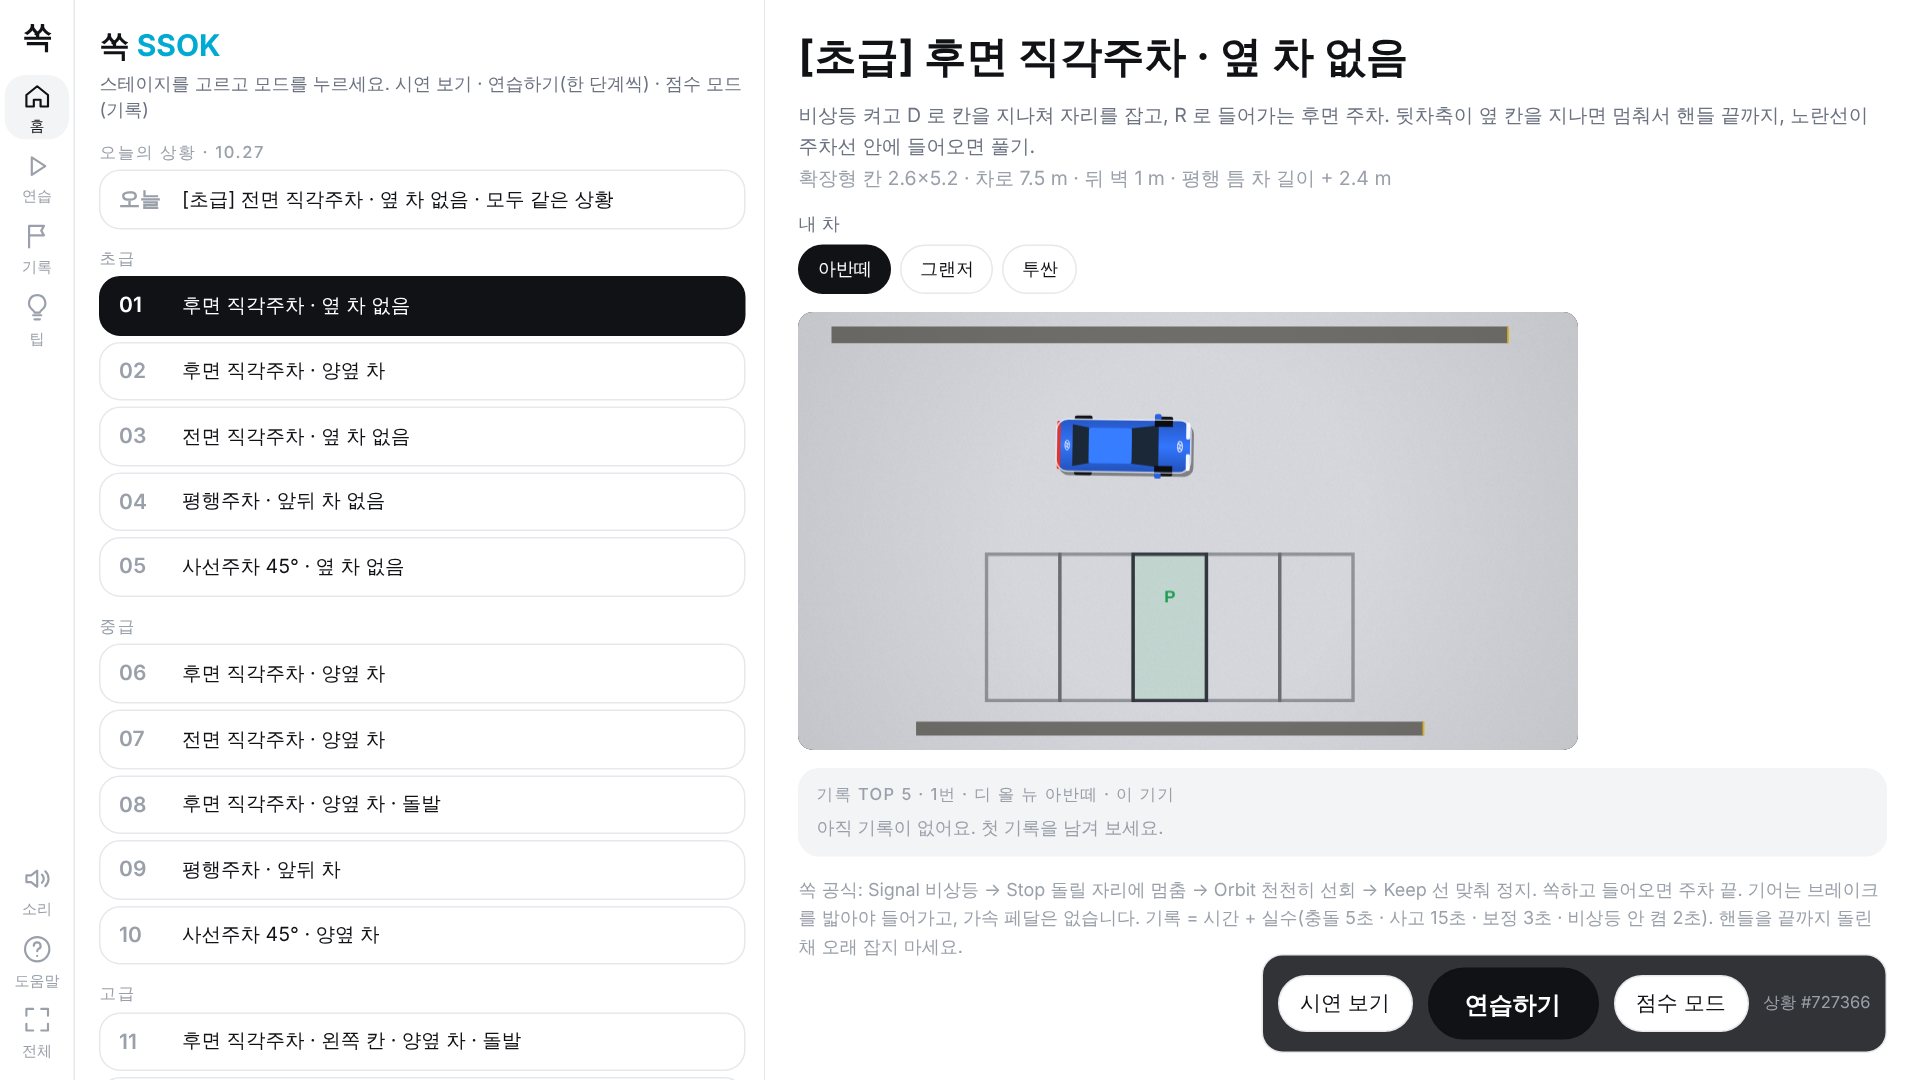 쏙
홈
연습
기록
팁
소리
도움말
전체
쏙 SSOK
스테이지를 고르고 모드를 누르세요. 시연 보기 · 연습하기(한 단계씩) · 점수 모드
(기록)
오늘의 상황 · 10.27
오늘 [초급] 전면 직각주차 · 옆 차 없음 · 모두 같은 상황
초급
01 후면 직각주차 · 옆 차 없음
02 후면 직각주차 · 양옆 차
03 전면 직각주차 · 옆 차 없음
04 평행주차 · 앞뒤 차 없음
05 사선주차 45° · 옆 차 없음
중급
06 후면 직각주차 · 양옆 차
07 전면 직각주차 · 양옆 차
08 후면 직각주차 · 양옆 차 · 돌발
09 평행주차 · 앞뒤 차
10 사선주차 45° · 양옆 차
고급
11 후면 직각주차 · 왼쪽 칸 · 양옆 차 · 돌발
[초급] 후면 직각주차 · 옆 차 없음
비상등 켜고 D 로 칸을 지나쳐 자리를 잡고, R 로 들어가는 후면 주차. 뒷차축이 옆 칸을 지나면 멈춰서 핸들 끝까지, 노란선이
주차선 안에 들어오면 풀기.
확장형 칸 2.6×5.2 · 차로 7.5 m · 뒤 벽 1 m · 평행 틈 차 길이 + 2.4 m
내 차
아반떼 그랜저 투싼
P
기록 TOP 5 · 1번 · 디 올 뉴 아반떼 · 이 기기
아직 기록이 없어요. 첫 기록을 남겨 보세요.
쏙 공식: Signal 비상등 → Stop 돌릴 자리에 멈춤 → Orbit 천천히 선회 → Keep 선 맞춰 정지. 쏙하고 들어오면 주차 끝. 기어는 브레이크
를 밟아야 들어가고, 가속 페달은 없습니다. 기록 = 시간 + 실수(충돌 5초 · 사고 15초 · 보정 3초 · 비상등 안 켬 2초). 핸들을 끝까지 돌린
채 오래 잡지 마세요.
시연 보기 연습하기 점수 모드 상황 #727366